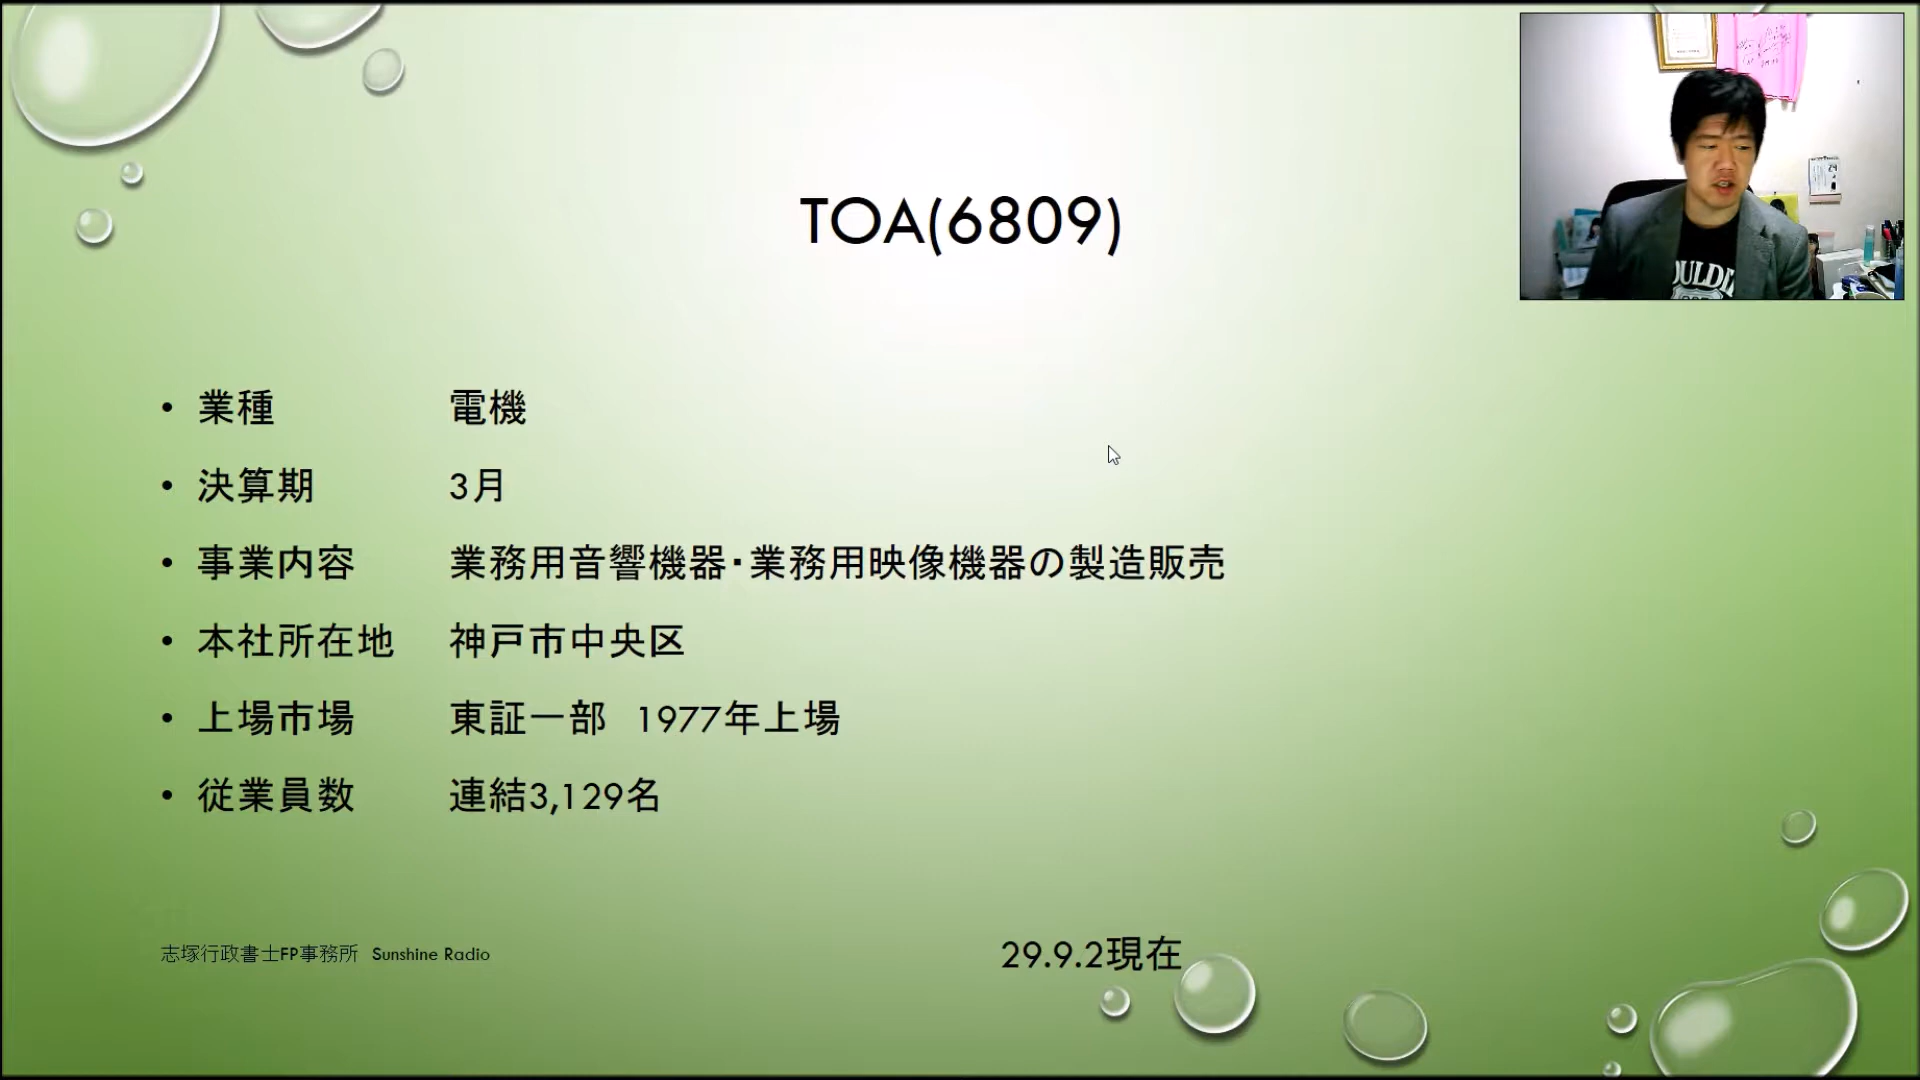 TOA(6809)
• 業種 電機
• 決算期 3月
• 事業内容 業務用音響機器・業務用映像機器の製造販売
• 本社所在地 神戸市中央区
• 上場市場 東証一部 1977年上場
• 従業員数 連結3,129名
志塚行政書士FP事務所 Sunshine Radio
29.9.2現在